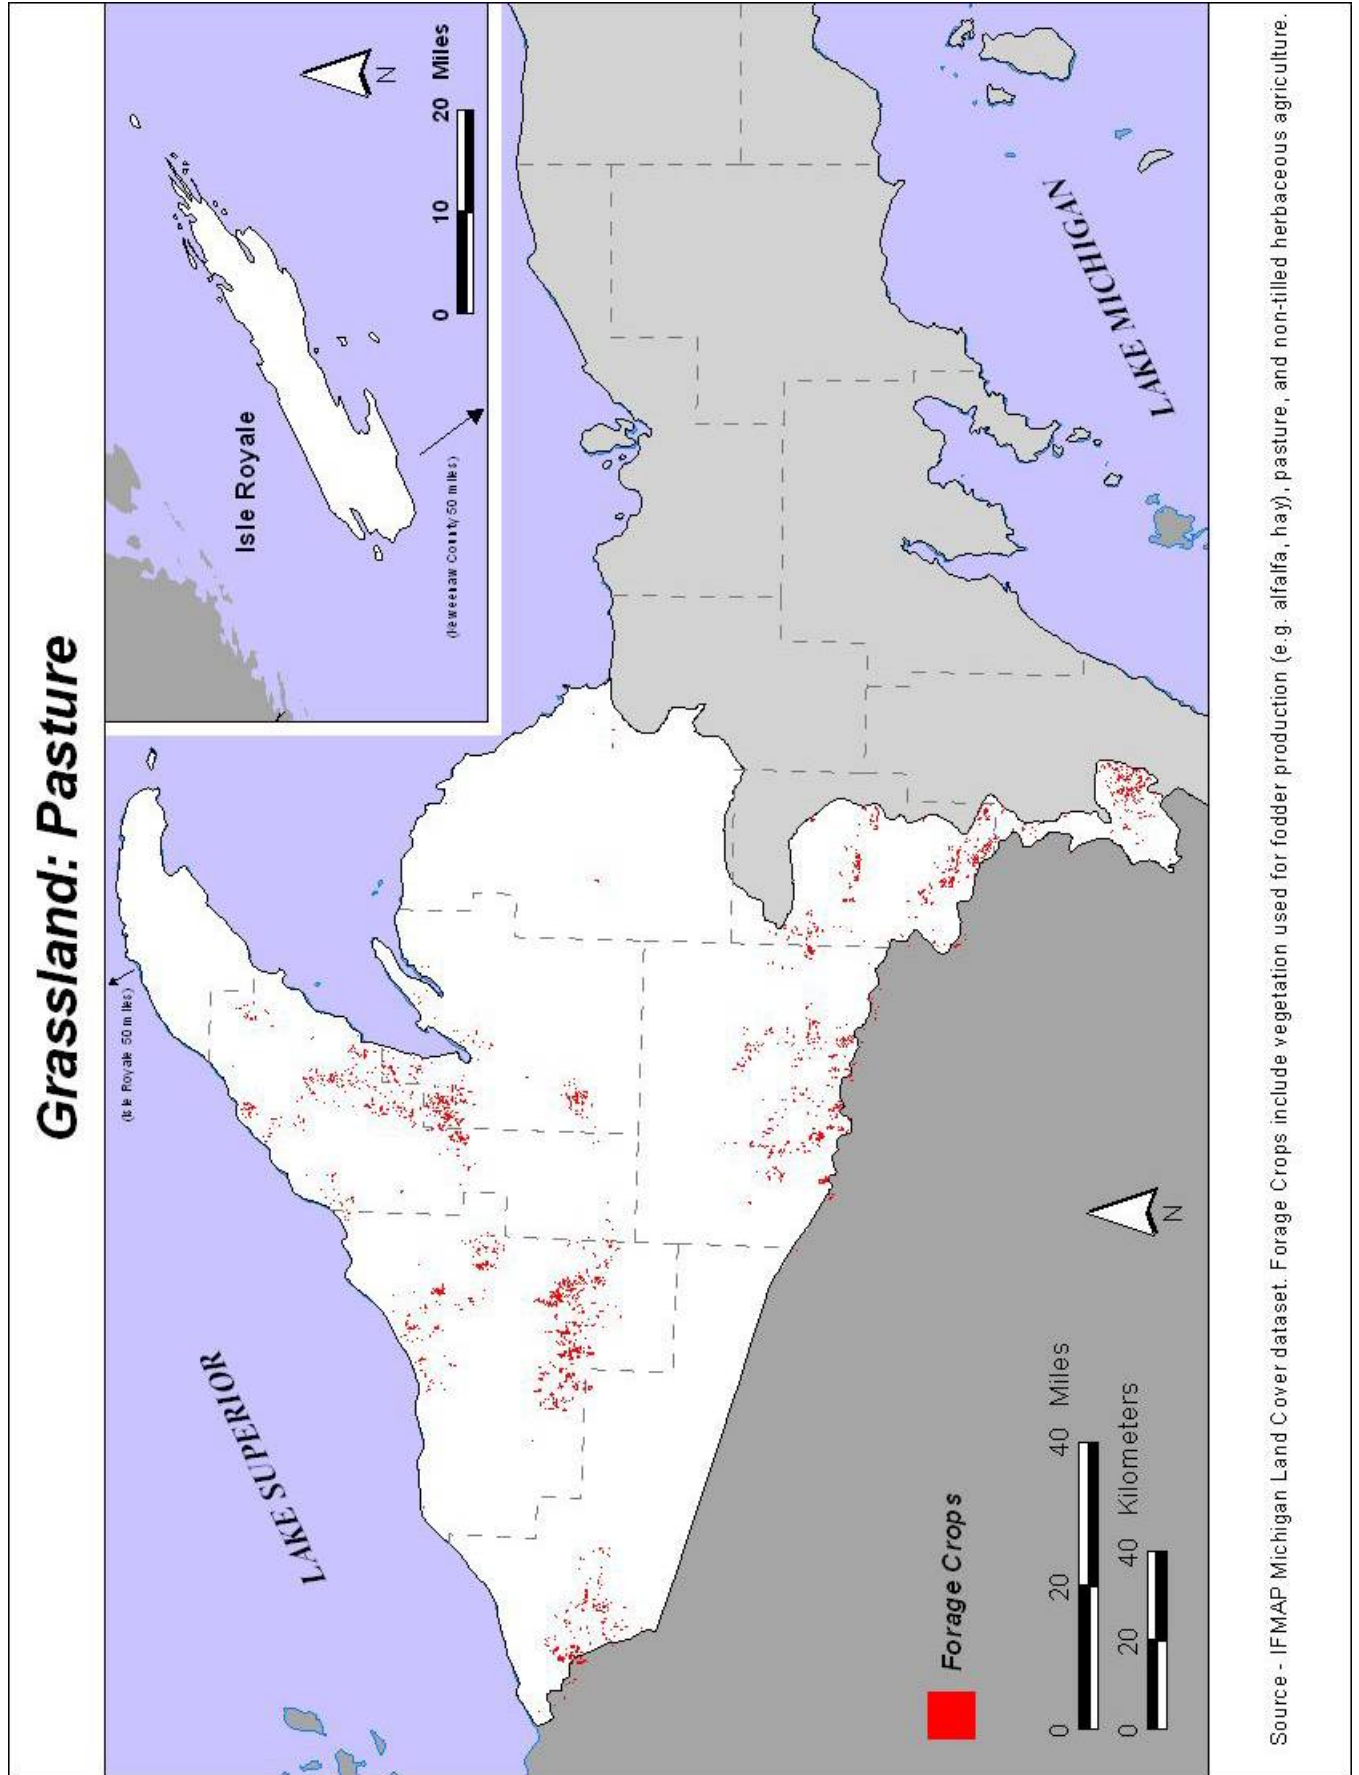 Grassland: Pasture
(Isle Royale 50 miles)
Isle Royale
(Keweenaw County 50 miles)
0 10 20 Miles
N
LAKE SUPERIOR
LAKE MICHIGAN
Forage Crops
0 20 40 Miles
0 20 40 Kilometers
N
Source - IFMAP Michigan Land Cover dataset. Forage Crops include vegetation used for fodder production (e.g. alfalfa, hay), pasture, and non-tilled herbaceous agriculture.